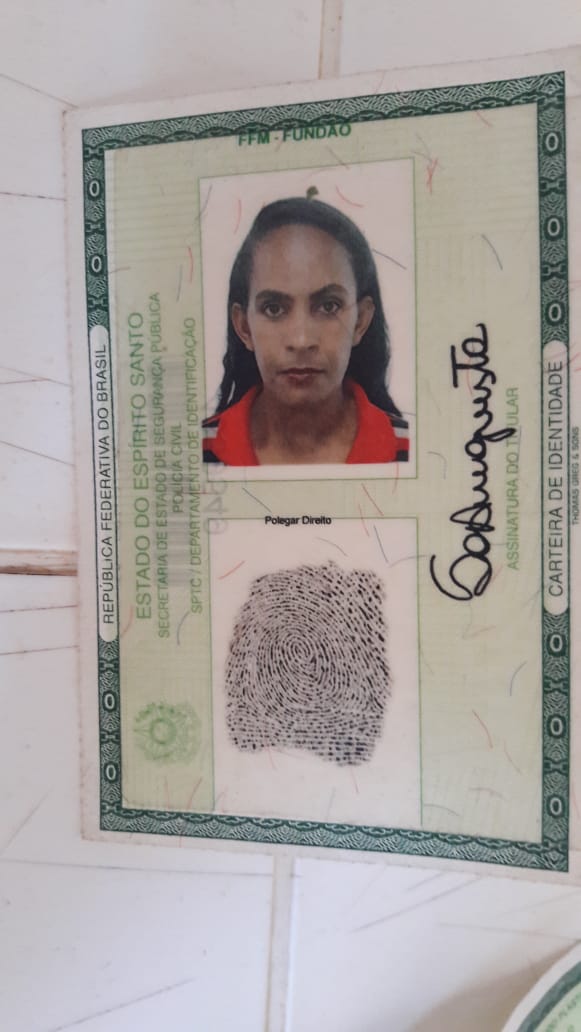 FFM - FUNDÃO
REPÚBLICA FEDERATIVA DO BRASIL
ESTADO DO ESPÍRITO SANTO
SECRETARIA DE ESTADO DE SEGURANÇA PÚBLICA
POLÍCIA CIVIL
SPTC / DEPARTAMENTO DE IDENTIFICAÇÃO
Polegar Direito
ASSINATURA DO TITULAR
CARTEIRA DE IDENTIDADE
THOMAS GREG & SONS